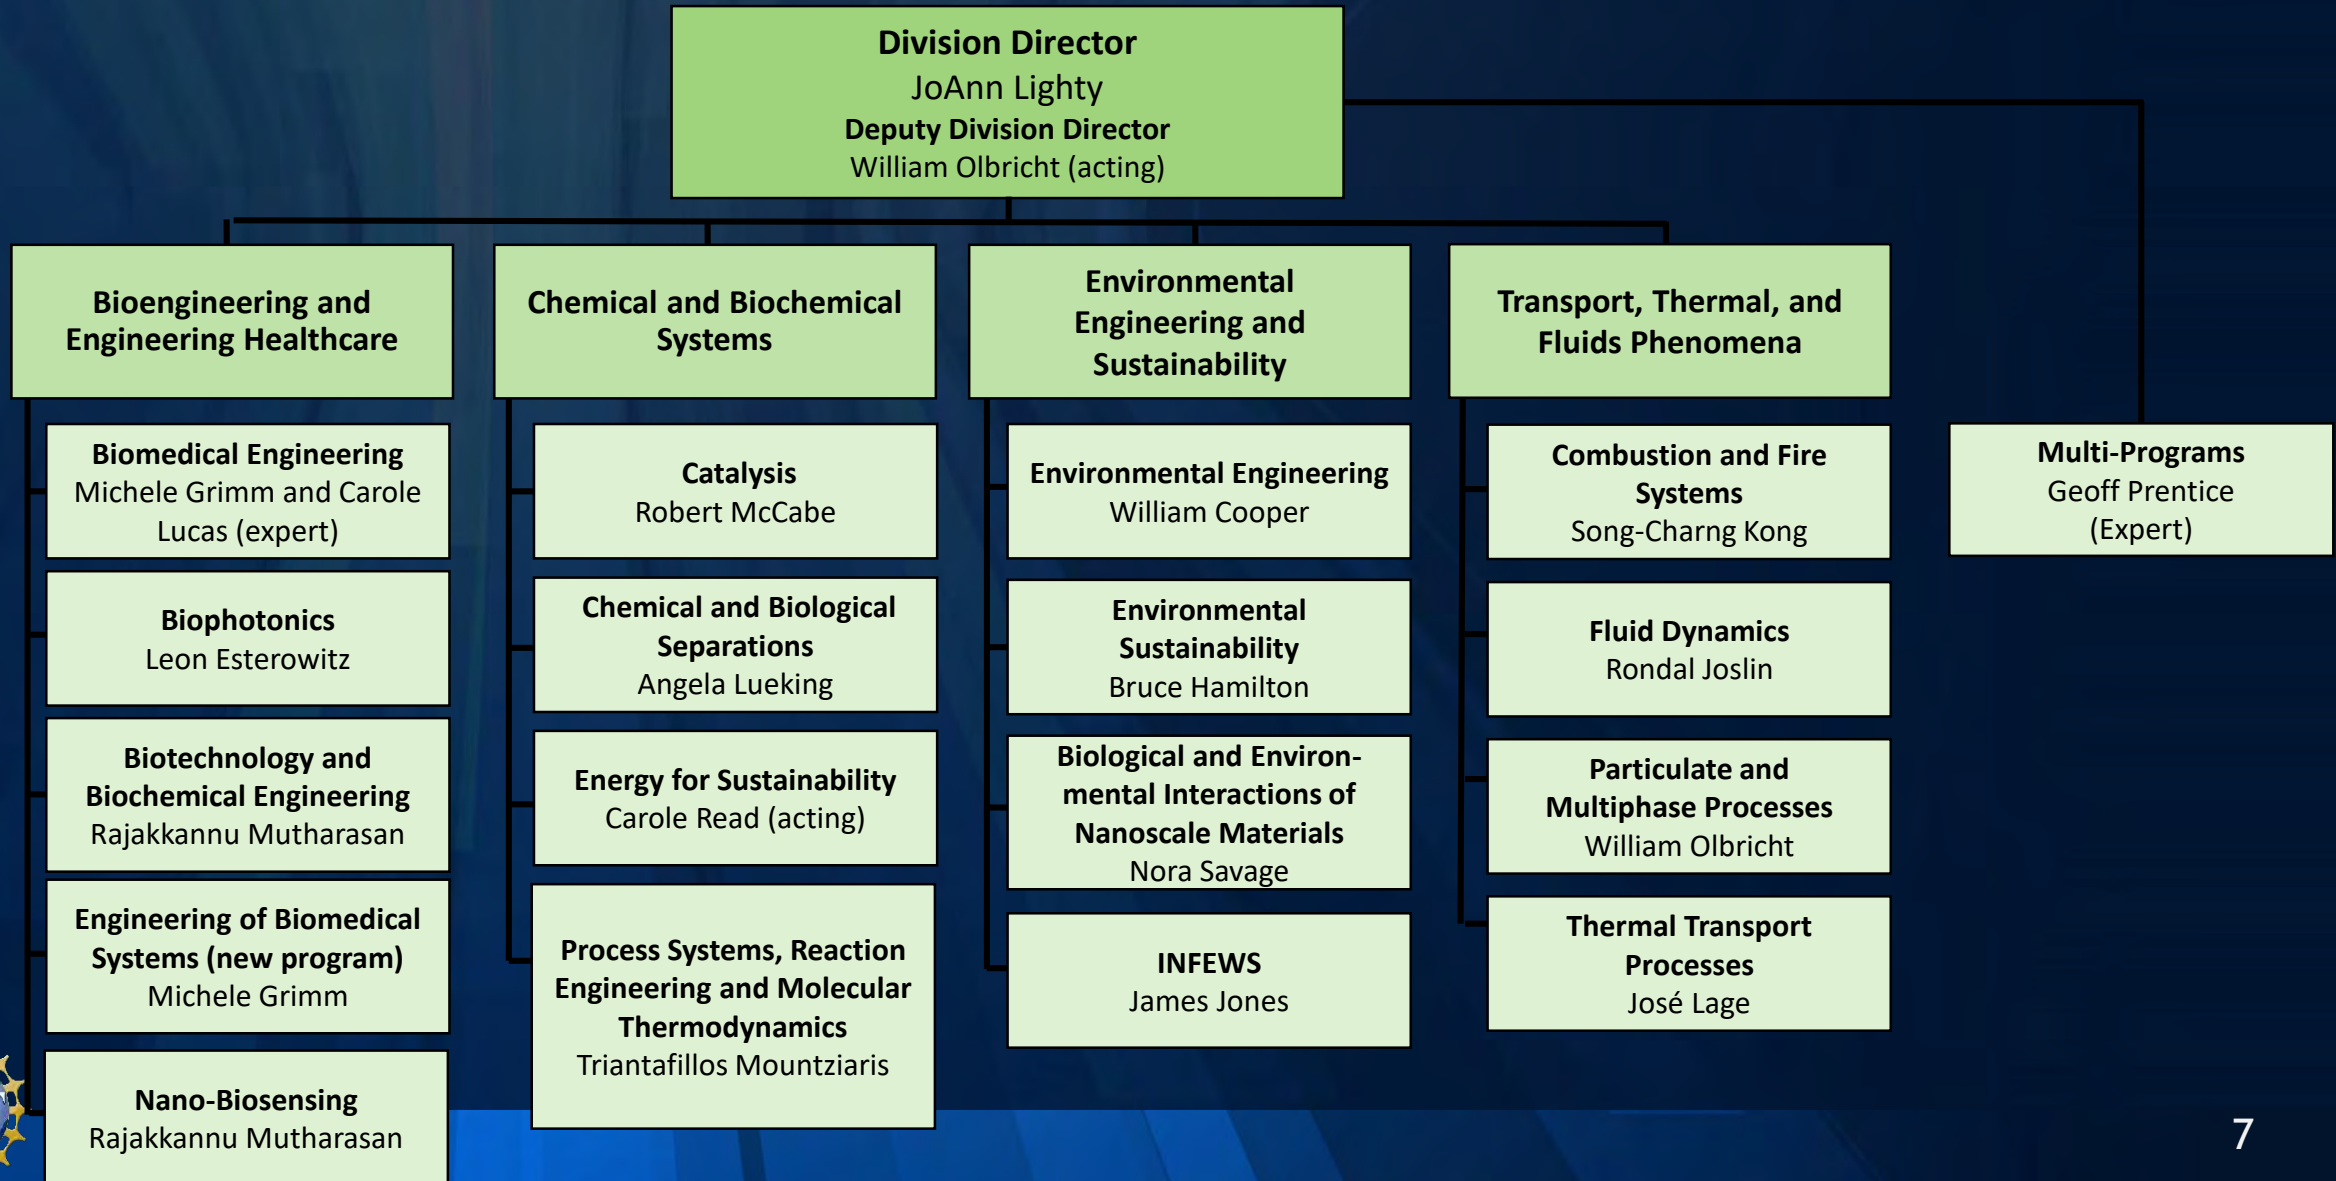 Division Director
JoAnn Lighty
Deputy Division Director
William Olbricht (acting)
Bioengineering and
Engineering Healthcare
Biomedical Engineering
Michele Grimm and Carole
Lucas (expert)
Biophotonics
Leon Esterowitz
Biotechnology and
Biochemical Engineering
Rajakkannu Mutharasan
Engineering of Biomedical
Systems (new program)
Michele Grimm
Nano-Biosensing
Rajakkannu Mutharasan
Chemical and Biochemical
Systems
Catalysis
Robert McCabe
Chemical and Biological
Separations
Angela Lueking
Energy for Sustainability
Carole Read (acting)
Process Systems, Reaction
Engineering and Molecular
Thermodynamics
Triantafillos Mountziaris
Environmental
Engineering and
Sustainability
Environmental Engineering
William Cooper
Environmental
Sustainability
Bruce Hamilton
Biological and Environ-
mental Interactions of
Nanoscale Materials
Nora Savage
INFEWS
James Jones
Transport, Thermal, and
Fluids Phenomena
Combustion and Fire
Systems
Song-Charng Kong
Fluid Dynamics
Rondal Joslin
Particulate and
Multiphase Processes
William Olbricht
Thermal Transport
Processes
José Lage
Multi-Programs
Geoff Prentice
(Expert)
7